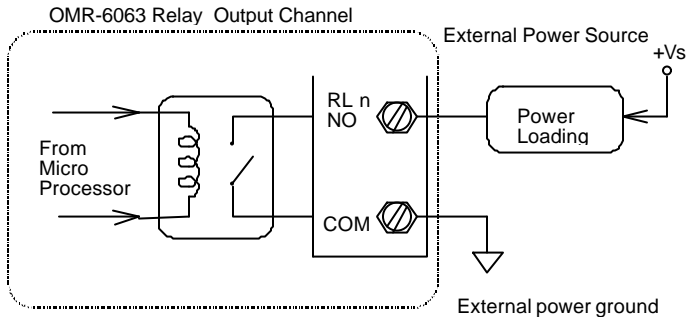 OMR-6063 Relay Output Channel
External Power Source
+Vs
RL n
NO
Power
Loading
From
Micro
Processor
COM
External power ground